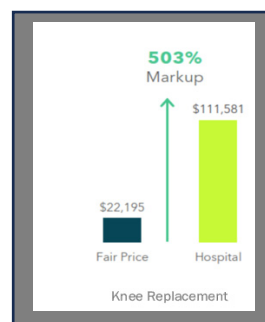 503%
Markup
$111,581
$22,195
Fair Price
Hospital
Knee Replacement